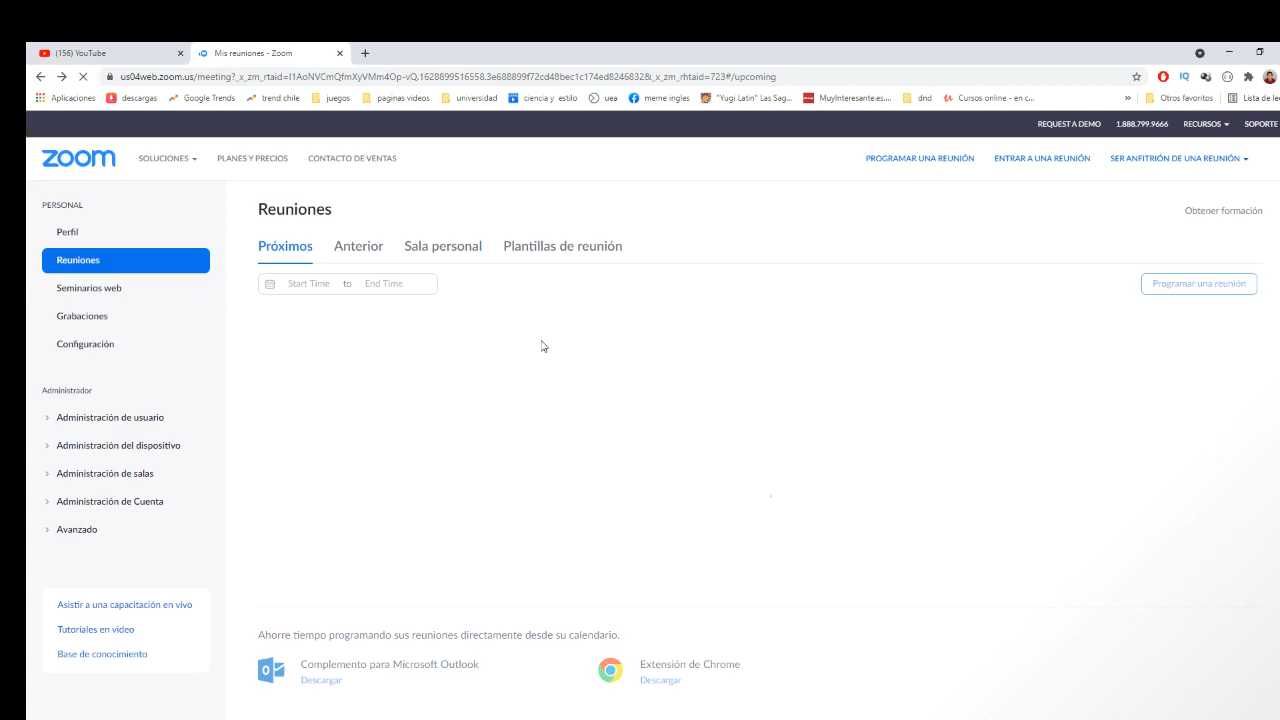 (156) YouTube
Mis reuniones - Zoom
us04web.zoom.us/meeting?_x_zm_rtaid=I1AoNVCmQfmXyVMm4Op-vQ.1628899516558.3e688899f72cd48bec1c174ed8246832&_x_zm_rhtaid=723#/upcoming
Aplicaciones descargas Google Trends trend chile juegos paginas videos universidad ciencia y estilo uea meme ingles "Yugi Latin" Las Sag... MuyInteresante.es.... dnd Cursos online - en c... » Otros favoritos Lista de
REQUEST A DEMO 1.888.799.9666 RECURSOS SOPORTE
zoom SOLUCIONES PLANES Y PRECIOS CONTACTO DE VENTAS PROGRAMAR UNA REUNIÓN ENTRAR A UNA REUNIÓN SER ANFITRIÓN DE UNA REUNIÓN
PERSONAL
Perfil
Reuniones
Seminarios web
Grabaciones
Configuración
Administrador
Administración de usuario
Administración del dispositivo
Administración de salas
Administración de Cuenta
Avanzado
Asistir a una capacitación en vivo
Tutoriales en video
Base de conocimiento
Reuniones
Obtener formación
Próximos Anterior Sala personal Plantillas de reunión
Start Time to End Time
Programar una reunión
Ahorre tiempo programando sus reuniones directamente desde su calendario.
Complemento para Microsoft Outlook
Descargar
Extensión de Chrome
Descargar